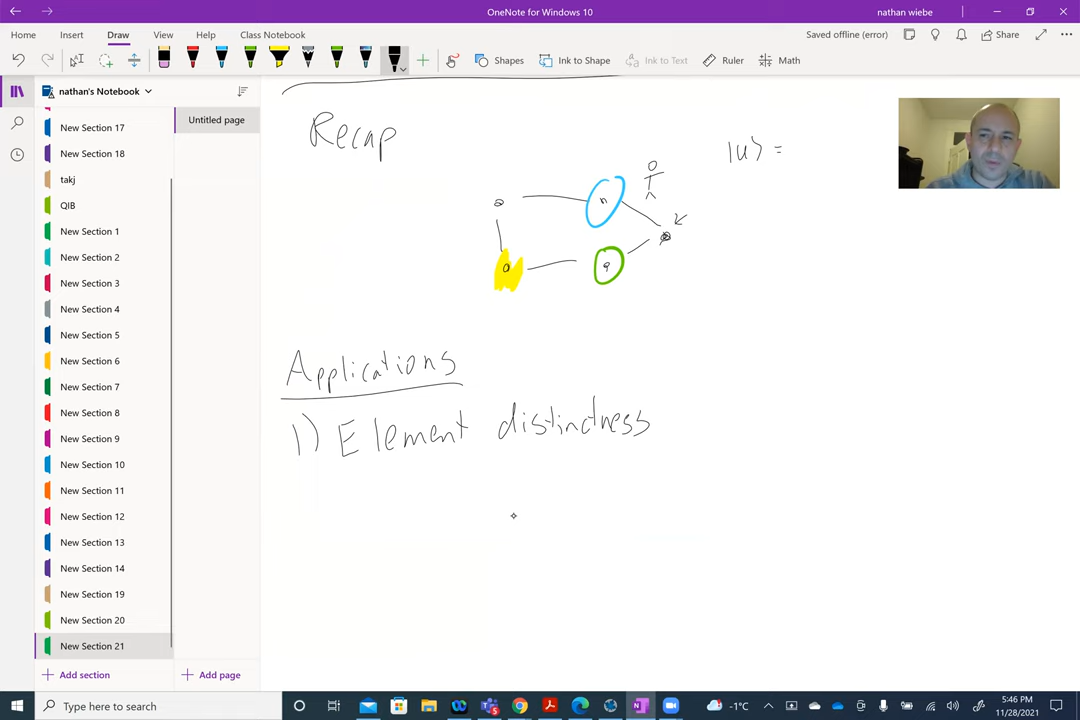 OneNote for Windows 10
nathan wiebe
Home Insert Draw View Help Class Notebook
Saved offline (error) Share
Shapes Ink to Shape Ink to Text Ruler Math
nathan's Notebook
Untitled page
New Section 17
New Section 18
takj
QIB
New Section 1
New Section 2
New Section 3
New Section 4
New Section 5
New Section 6
New Section 7
New Section 8
New Section 9
New Section 10
New Section 11
New Section 12
New Section 13
New Section 14
New Section 19
New Section 20
New Section 21
Add section
Add page
Recap
|u⟩ =
Applications
1) Element distinctness
Type here to search
-1°C
5:46 PM
11/28/2021